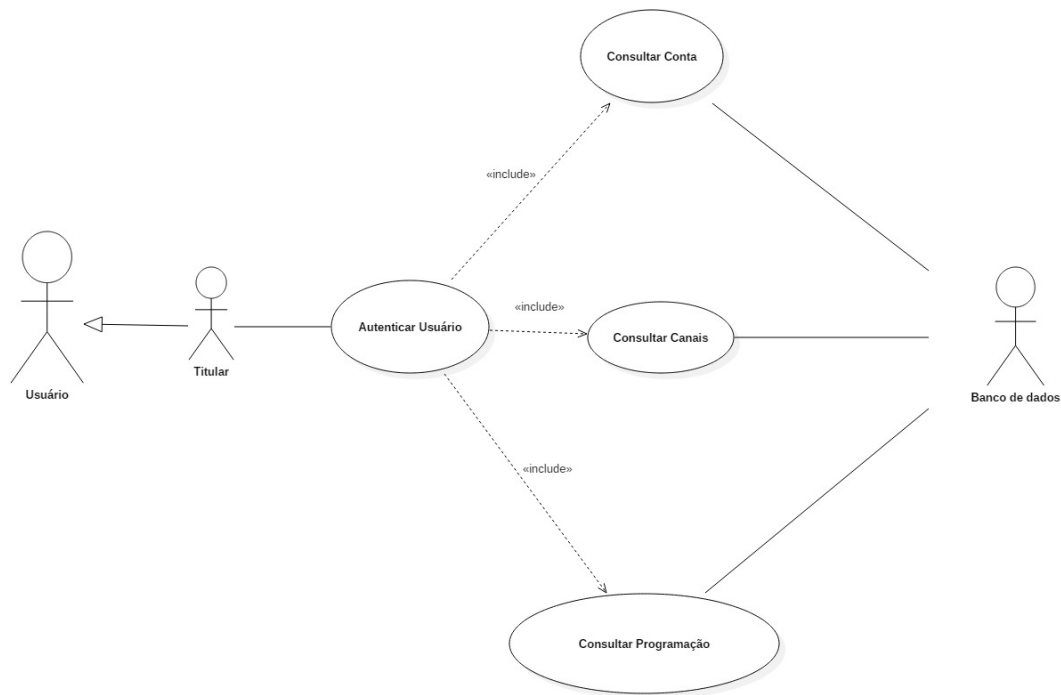 Consultar Conta
«include»
Usuário
Titular
Autenticar Usuário
«include»
Consultar Canais
Banco de dados
«include»
Consultar Programação